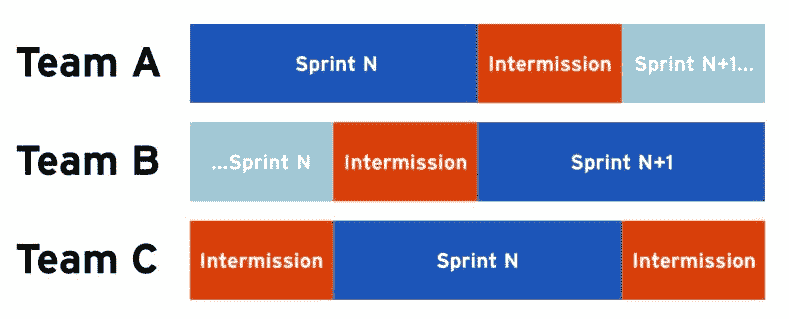 Team A
Sprint N
Intermission
Sprint N+1...
Team B
...Sprint N
Intermission
Sprint N+1
Team C
Intermission
Sprint N
Intermission